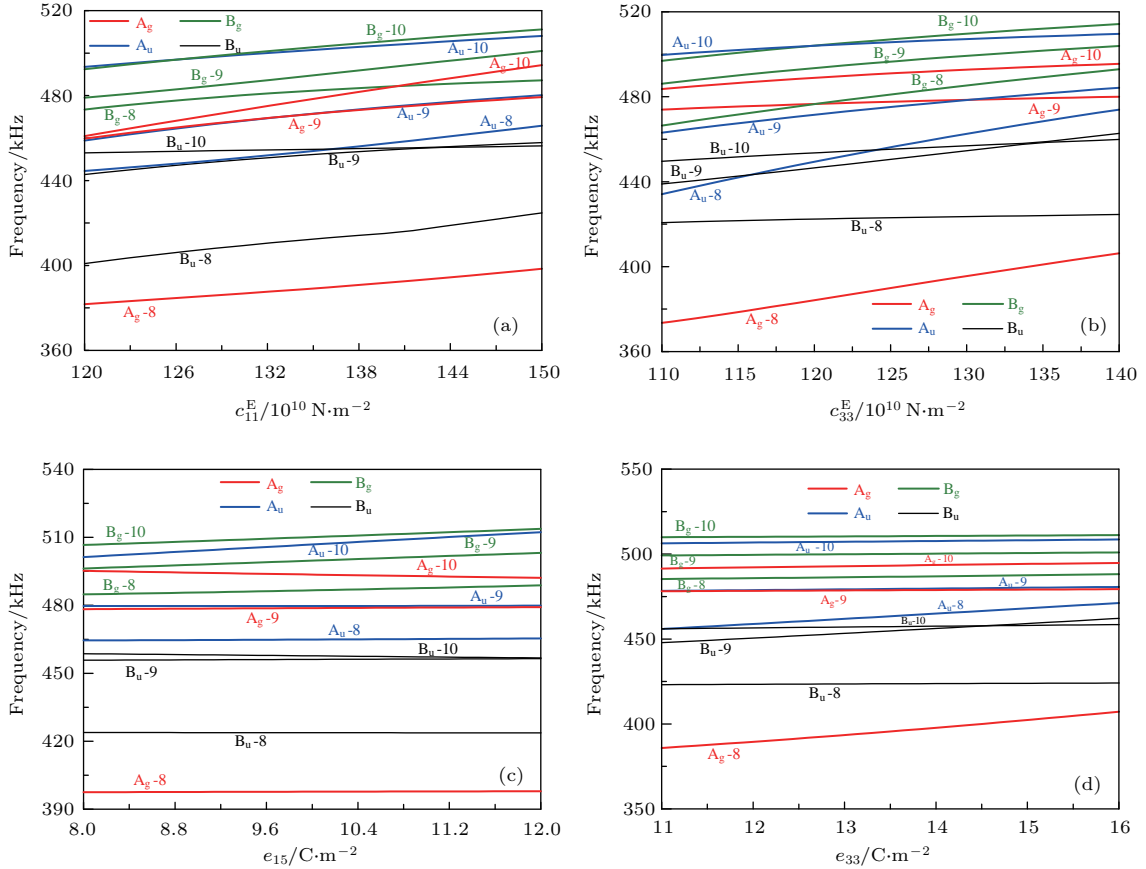 520
480
440
400
360
Frequency/kHz
A_g
A_u
B_g
B_u
B_g-10
A_u-10
B_g-9
A_g-10
B_g-8
A_g-9
A_u-9
A_u-8
B_u-10
B_u-9
B_u-8
A_g-8
(a)
120 126 132 138 144 150
c_11^E/10^10 N·m^−2
520
480
440
400
360
Frequency/kHz
B_g-10
A_u-10
B_g-9
A_g-10
B_g-8
A_u-9
A_g-9
B_u-10
B_u-9
A_u-8
B_u-8
A_g
A_u
B_g
B_u
A_g-8
(b)
110 115 120 125 130 135 140
c_33^E/10^10 N·m^−2
540
510
480
450
420
390
Frequency/kHz
A_g
A_u
B_g
B_u
B_g-10
A_u-10
B_g-9
A_g-10
B_g-8
A_u-9
A_g-9
A_u-8
B_u-10
B_u-9
B_u-8
A_g-8
(c)
8.0 8.8 9.6 10.4 11.2 12.0
e_15/C·m^−2
550
500
450
400
350
Frequency/kHz
A_g
A_u
B_g
B_u
B_g-10
A_u-10
B_g-9
A_g-10
B_g-8
A_u-9
A_g-9
A_u-8
B_u-10
B_u-9
B_u-8
A_g-8
(d)
11 12 13 14 15 16
e_33/C·m^−2